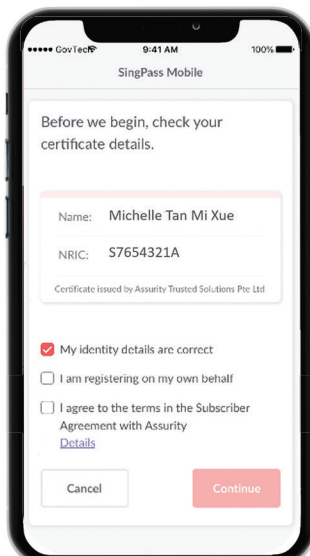 GovTech 9:41 AM 100%
SingPass Mobile
Before we begin, check your
certificate details.
Name: Michelle Tan Mi Xue
NRIC: S7654321A
Certificate issued by Assurity Trusted Solutions Pte Ltd
My identity details are correct
I am registering on my own behalf
I agree to the terms in the Subscriber
Agreement with Assurity
Details
Cancel Continue